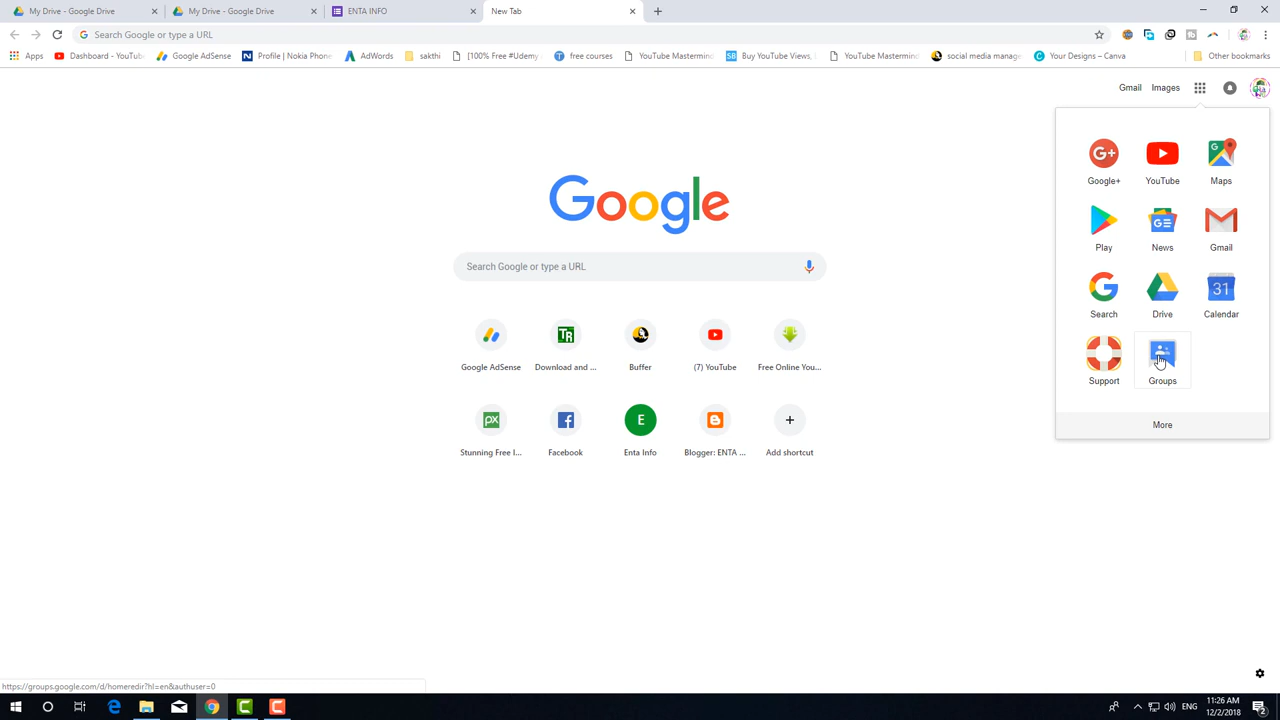 My Drive - Google Drive
My Drive - Google Drive
ENTA INFO
New Tab
Search Google or type a URL
Apps
Dashboard - YouTub
Google AdSense
Profile | Nokia Phone
AdWords
sakthi
[100% Free #Udemy
free courses
YouTube Mastermind
Buy YouTube Views,
YouTube Mastermind
social media manage
Your Designs – Canva
Other bookmarks
Gmail
Images
Google
Search Google or type a URL
Google AdSense
Download and ...
Buffer
(7) YouTube
Free Online You...
Stunning Free I...
Facebook
E
Enta Info
Blogger: ENTA ...
Add shortcut
Google+
YouTube
Maps
Play
News
Gmail
Search
Drive
31
Calendar
Support
Groups
More
https://groups.google.com/d/homeredir?hl=en&authuser=0
ENG
11:26 AM
12/2/2018
2